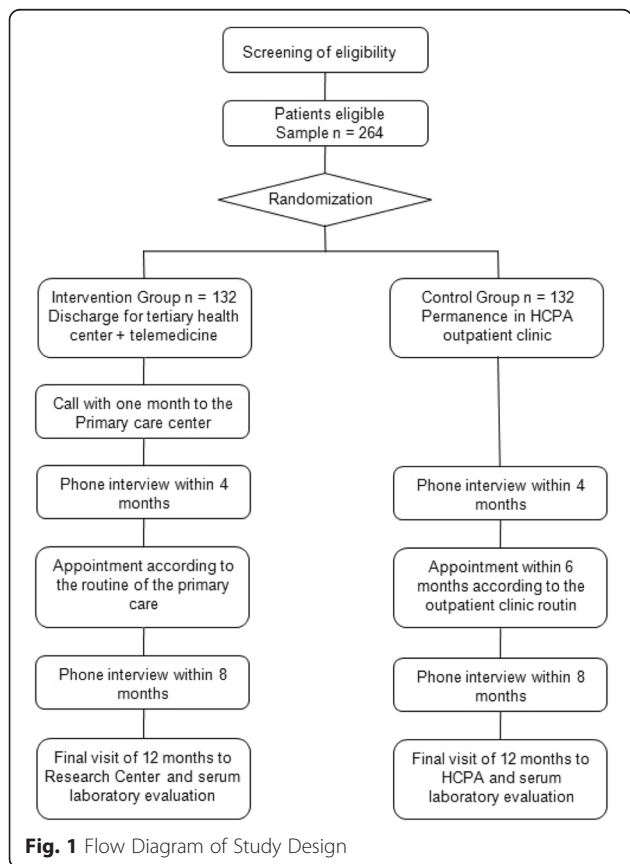 Screening of eligibility
Patients eligible
Sample n = 264
Randomization
Intervention Group n = 132
Discharge for tertiary health
center + telemedicine
Control Group n = 132
Permanence in HCPA
outpatient clinic
Call with one month to the
Primary care center
Phone interview within 4
months
Phone interview within 4
months
Appointment according to
the routine of the primary
care
Appointment within 6
months according to the
outpatient clinic routin
Phone interview within 8
months
Phone interview within 8
months
Final visit of 12 months to
Research Center and serum
laboratory evaluation
Final visit of 12 months to
HCPA and serum
laboratory evaluation
Fig. 1 Flow Diagram of Study Design